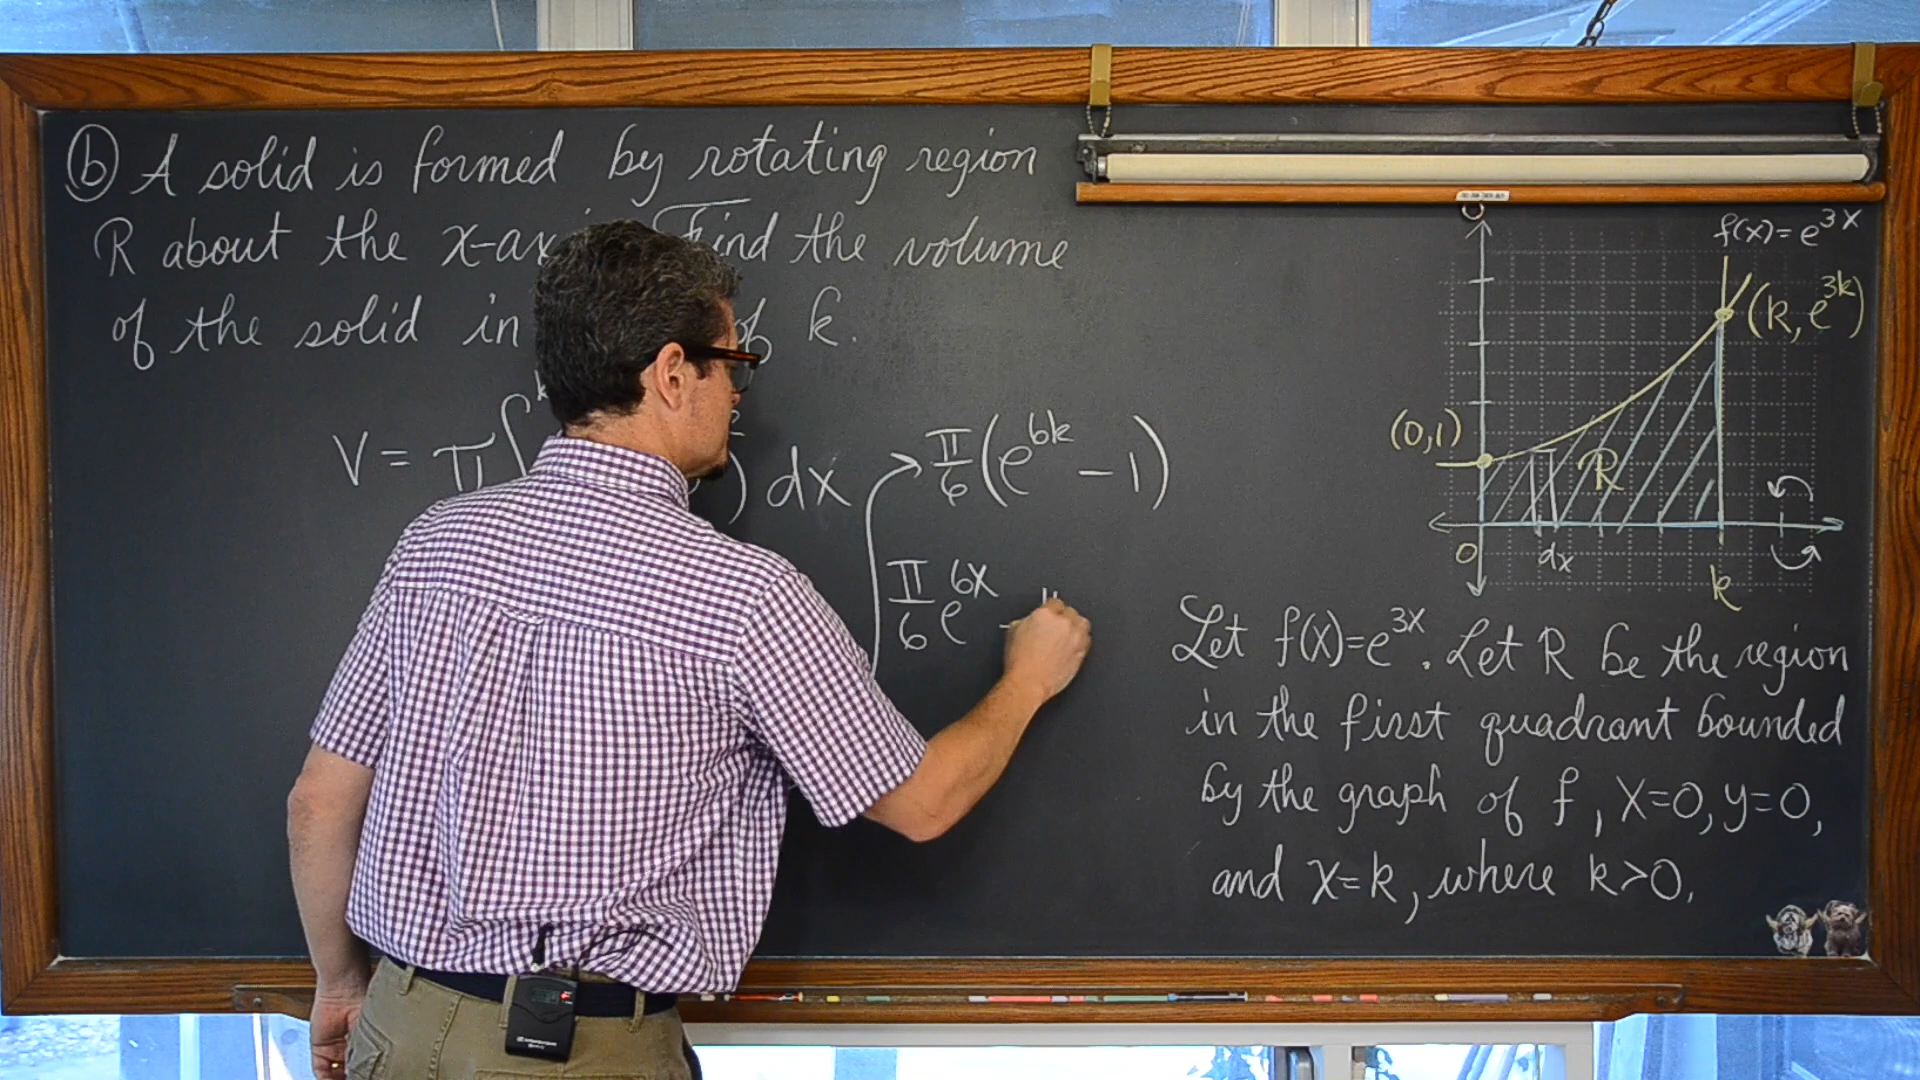 ⓑ A solid is formed by rotating region
R about the x-ax Find the volume
of the solid in of k.
V = π∫ dx
π/6(e^{6k} - 1)
π/6 e^{6x} -
f(x) = e^{3x}
(k, e^{3k})
(0,1)
R
0
dx
k
Let f(x)=e^{3x}. Let R be the region
in the first quadrant bounded
by the graph of f, x=0, y=0,
and x=k, where k>0.